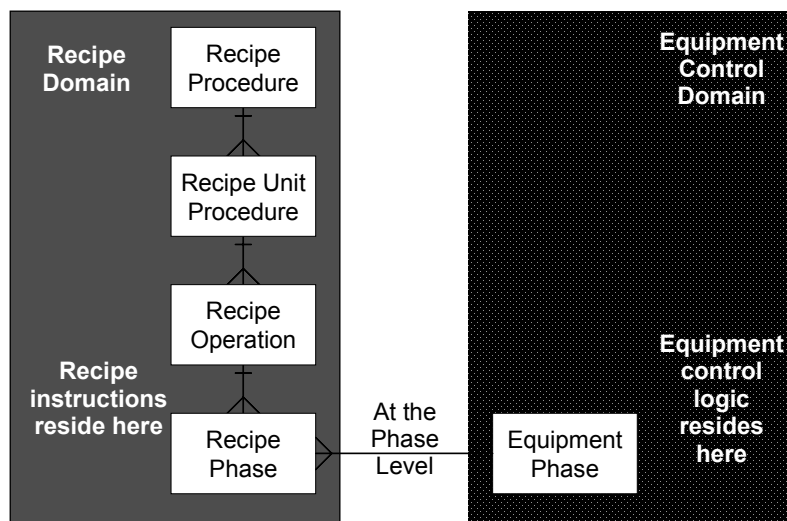 Recipe
Domain
Recipe
Procedure
Recipe Unit
Procedure
Recipe
Operation
Recipe
instructions
reside here
Recipe
Phase
At the
Phase
Level
Equipment
Control
Domain
Equipment
control
logic
resides
here
Equipment
Phase